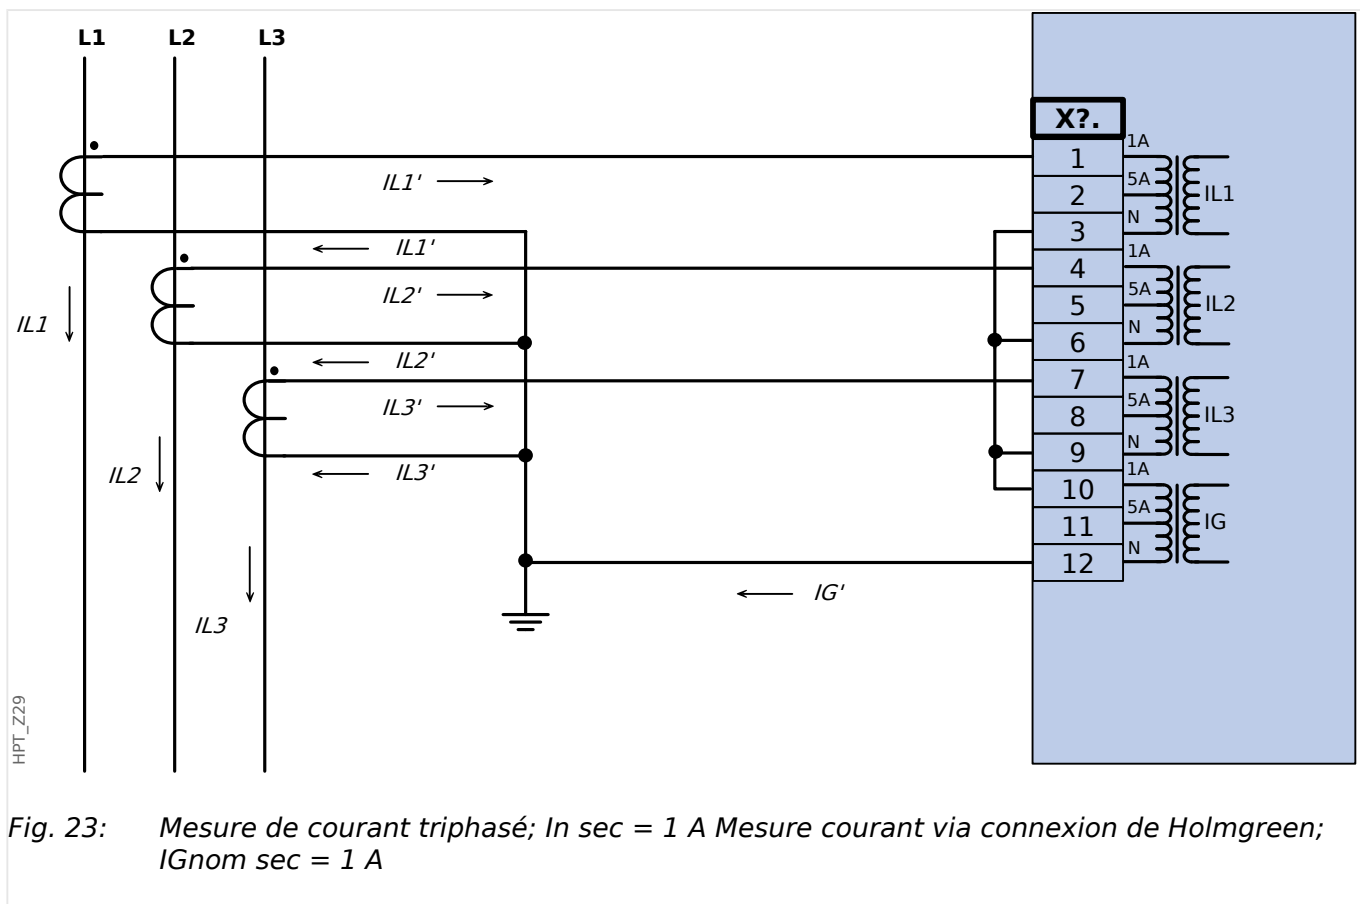 L1 L2 L3
X?.
1A
1
5A
2
IL1
N
3
1A
4
5A
5
IL2
N
6
1A
7
5A
8
IL3
N
9
1A
10
5A
11
IG
N
12
IL1'
IL1'
IL2'
IL2'
IL3'
IL3'
IG'
IL1
IL2
IL3
HPT_Z29
Fig. 23: Mesure de courant triphasé; In sec = 1 A Mesure courant via connexion de Holmgreen;
IGnom sec = 1 A